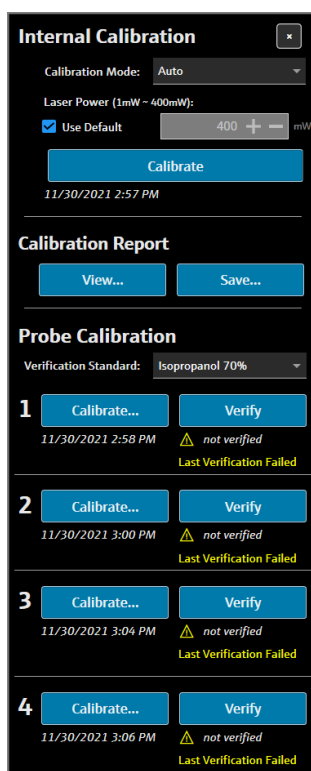 Internal Calibration
Calibration Mode: Auto
Laser Power (1mW ~ 400mW):
Use Default 400 mW
Calibrate
11/30/2021 2:57 PM
Calibration Report
View... Save...
Probe Calibration
Verification Standard: Isopropanol 70%
1 Calibrate... Verify
11/30/2021 2:58 PM not verified
Last Verification Failed
2 Calibrate... Verify
11/30/2021 3:00 PM not verified
Last Verification Failed
3 Calibrate... Verify
11/30/2021 3:04 PM not verified
Last Verification Failed
4 Calibrate... Verify
11/30/2021 3:06 PM not verified
Last Verification Failed